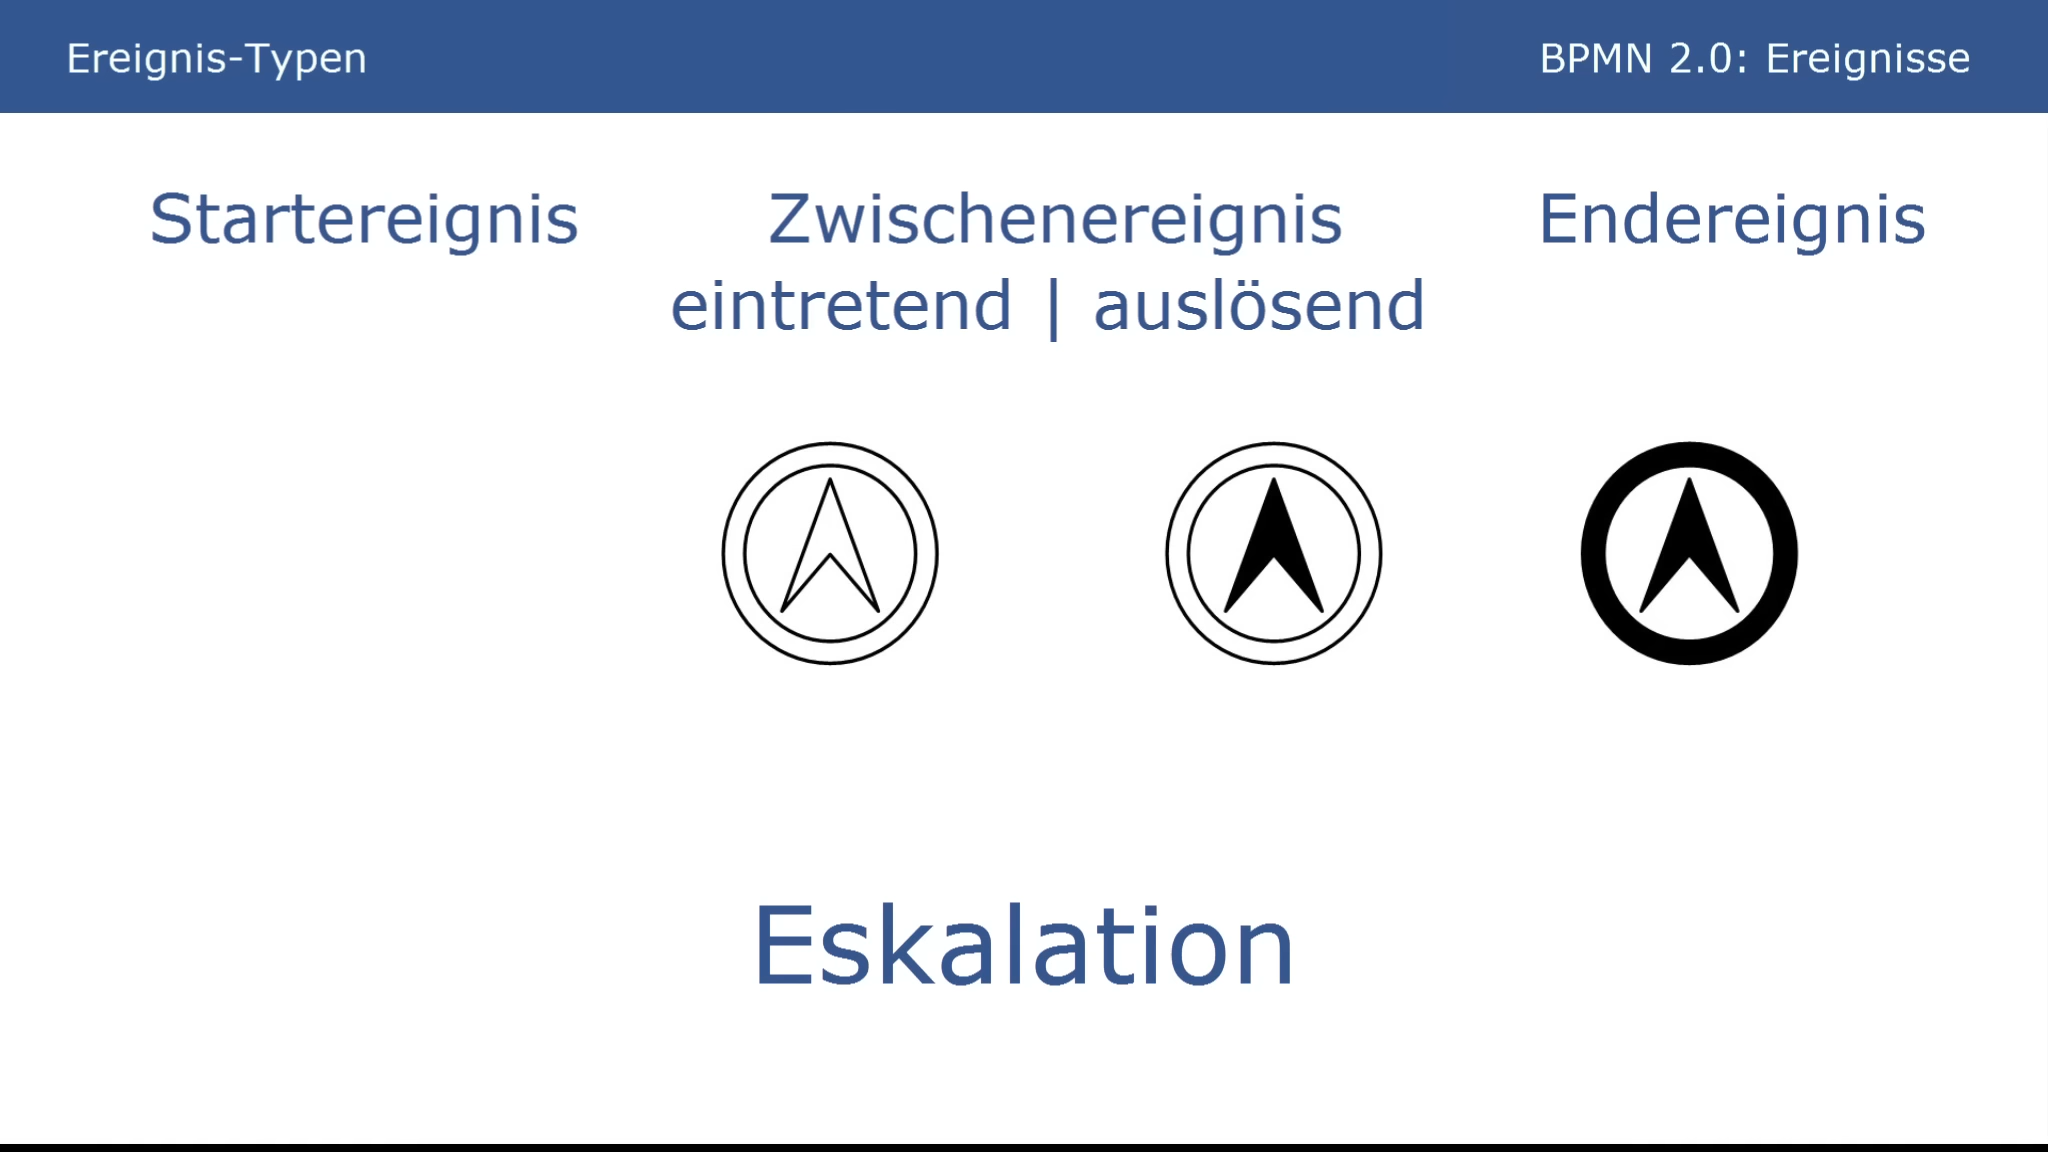 Ereignis-Typen
BPMN 2.0: Ereignisse
Startereignis
Zwischenereignis
Endereignis
eintretend | auslösend
Eskalation